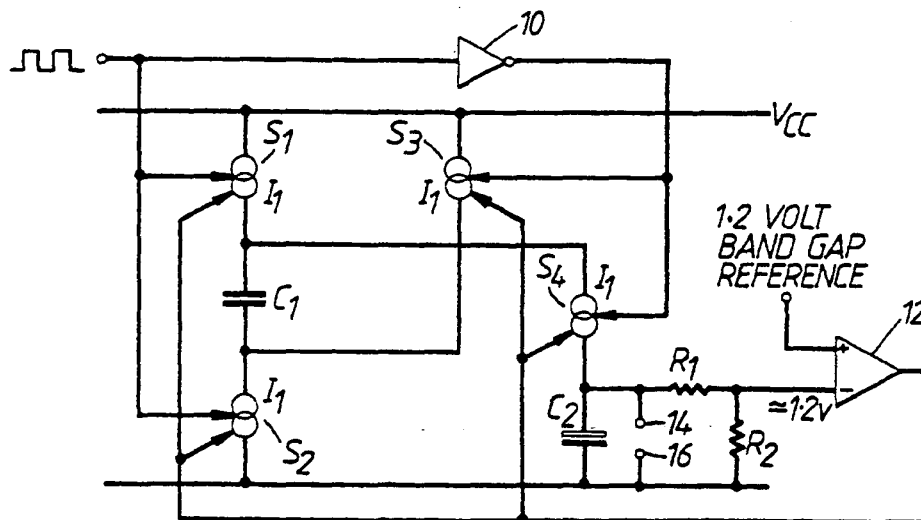 10
VCC
S1
I1
S3
I1
1·2 VOLT
BAND GAP
REFERENCE
C1
S4
I1
12
+
I1
S2
R1
−
≃1·2v
C2
14
16
R2